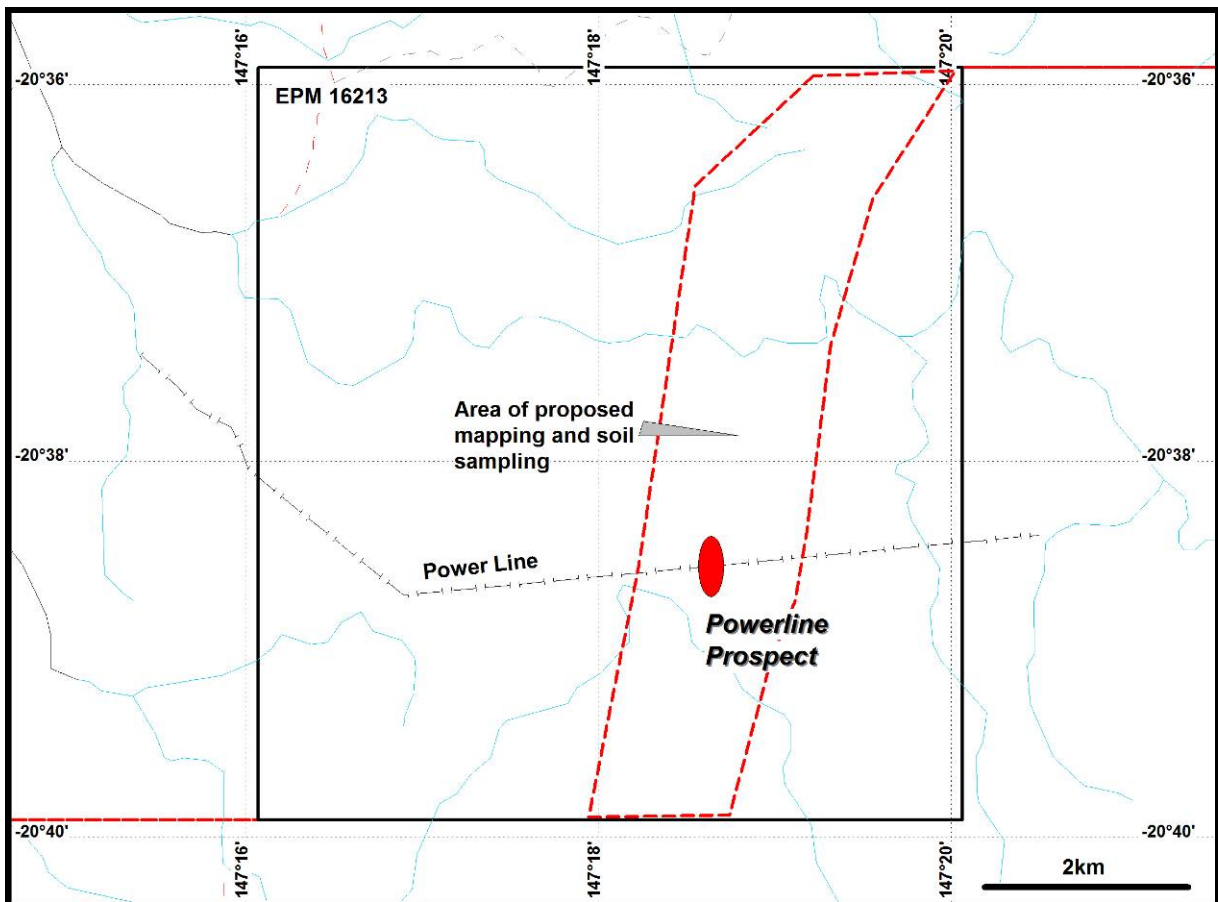 147°16'
147°18'
147°20'
-20°36'
-20°36'
EPM 16213
Area of proposed
mapping and soil
sampling
-20°38'
-20°38'
Power Line
Powerline
Prospect
-20°40'
-20°40'
147°16'
147°18'
147°20'
2km